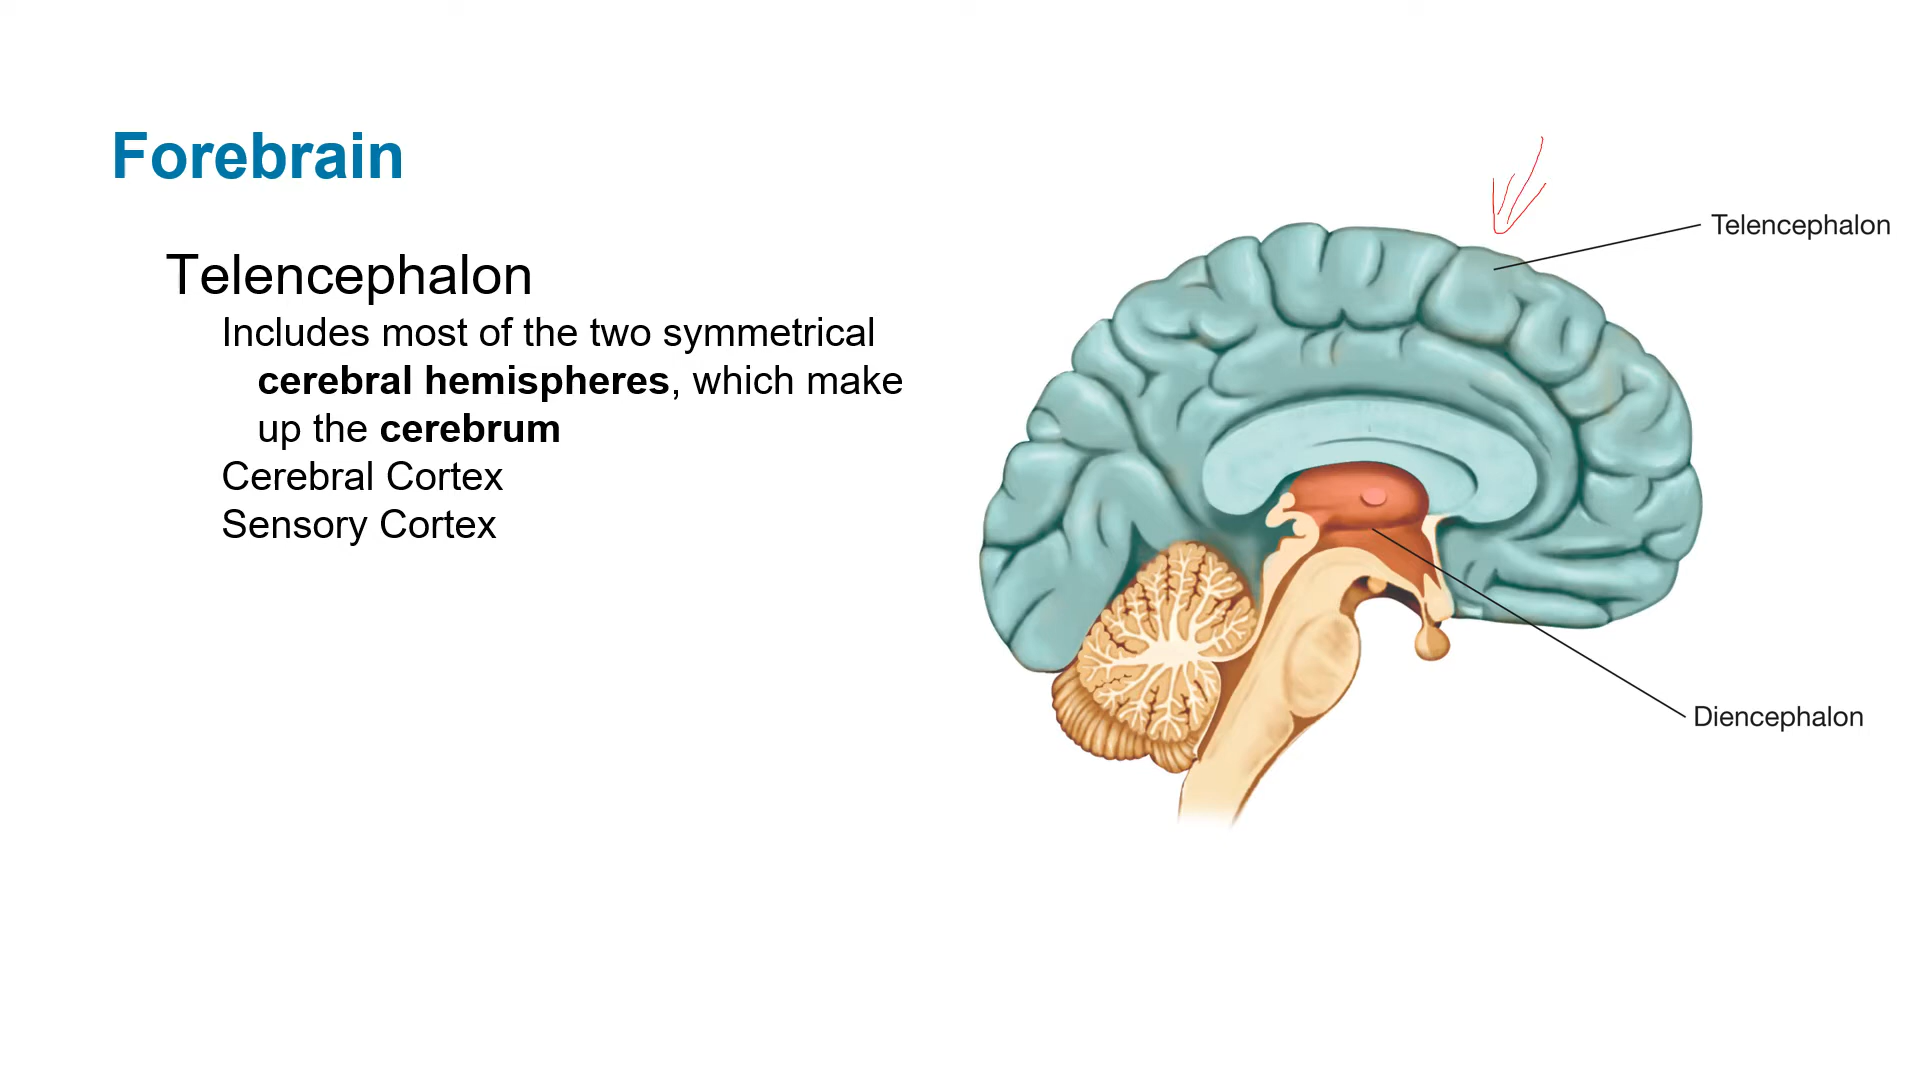 Forebrain
Telencephalon
Includes most of the two symmetrical
cerebral hemispheres, which make
up the cerebrum
Cerebral Cortex
Sensory Cortex
Telencephalon
Diencephalon